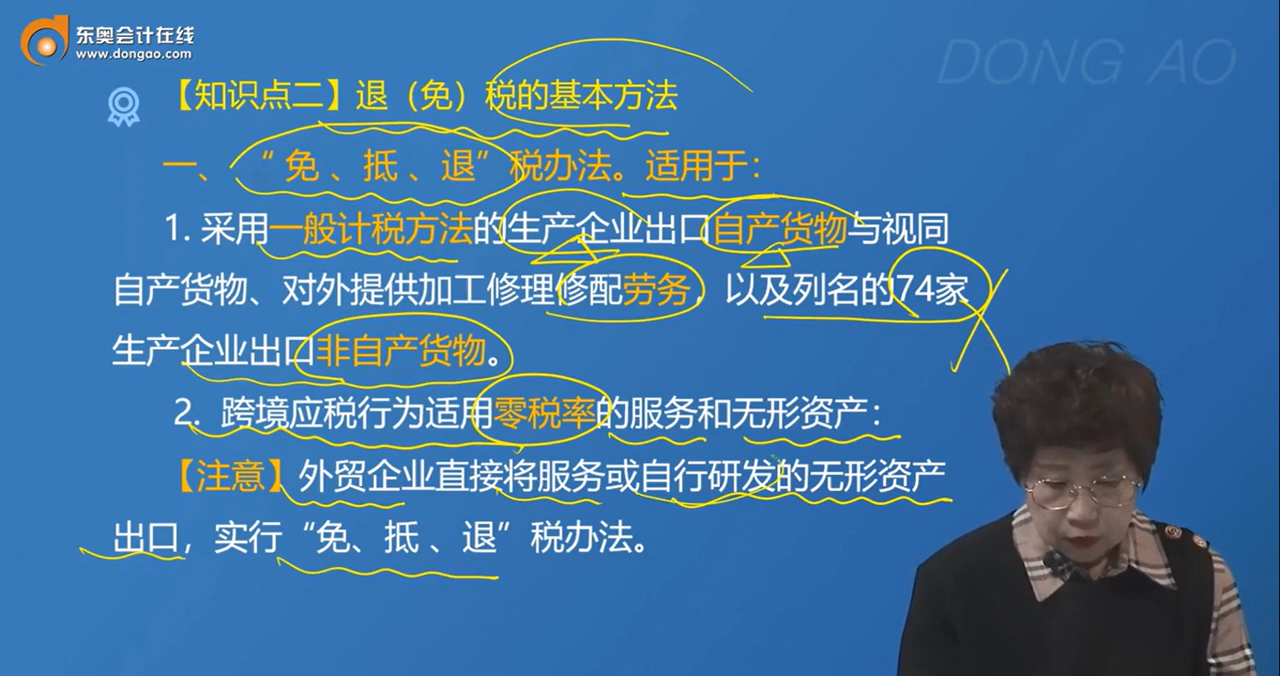 东奥会计在线
www.dongao.com
DONG AO
【知识点二】退（免）税的基本方法
一、“免 、抵 、退”税办法。适用于：
1. 采用一般计税方法的生产企业出口自产货物与视同
自产货物、对外提供加工修理修配劳务，以及列名的74家
生产企业出口非自产货物。
2. 跨境应税行为适用零税率的服务和无形资产：
【注意】外贸企业直接将服务或自行研发的无形资产
出口，实行“免、抵 、退”税办法。